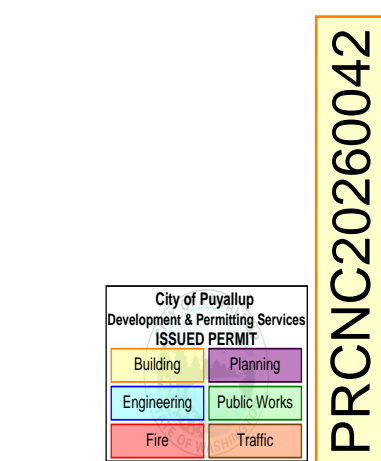 PRCNC20260042
City of Puyallup
Development & Permitting Services
ISSUED PERMIT
Building Planning
Engineering Public Works
Fire Traffic